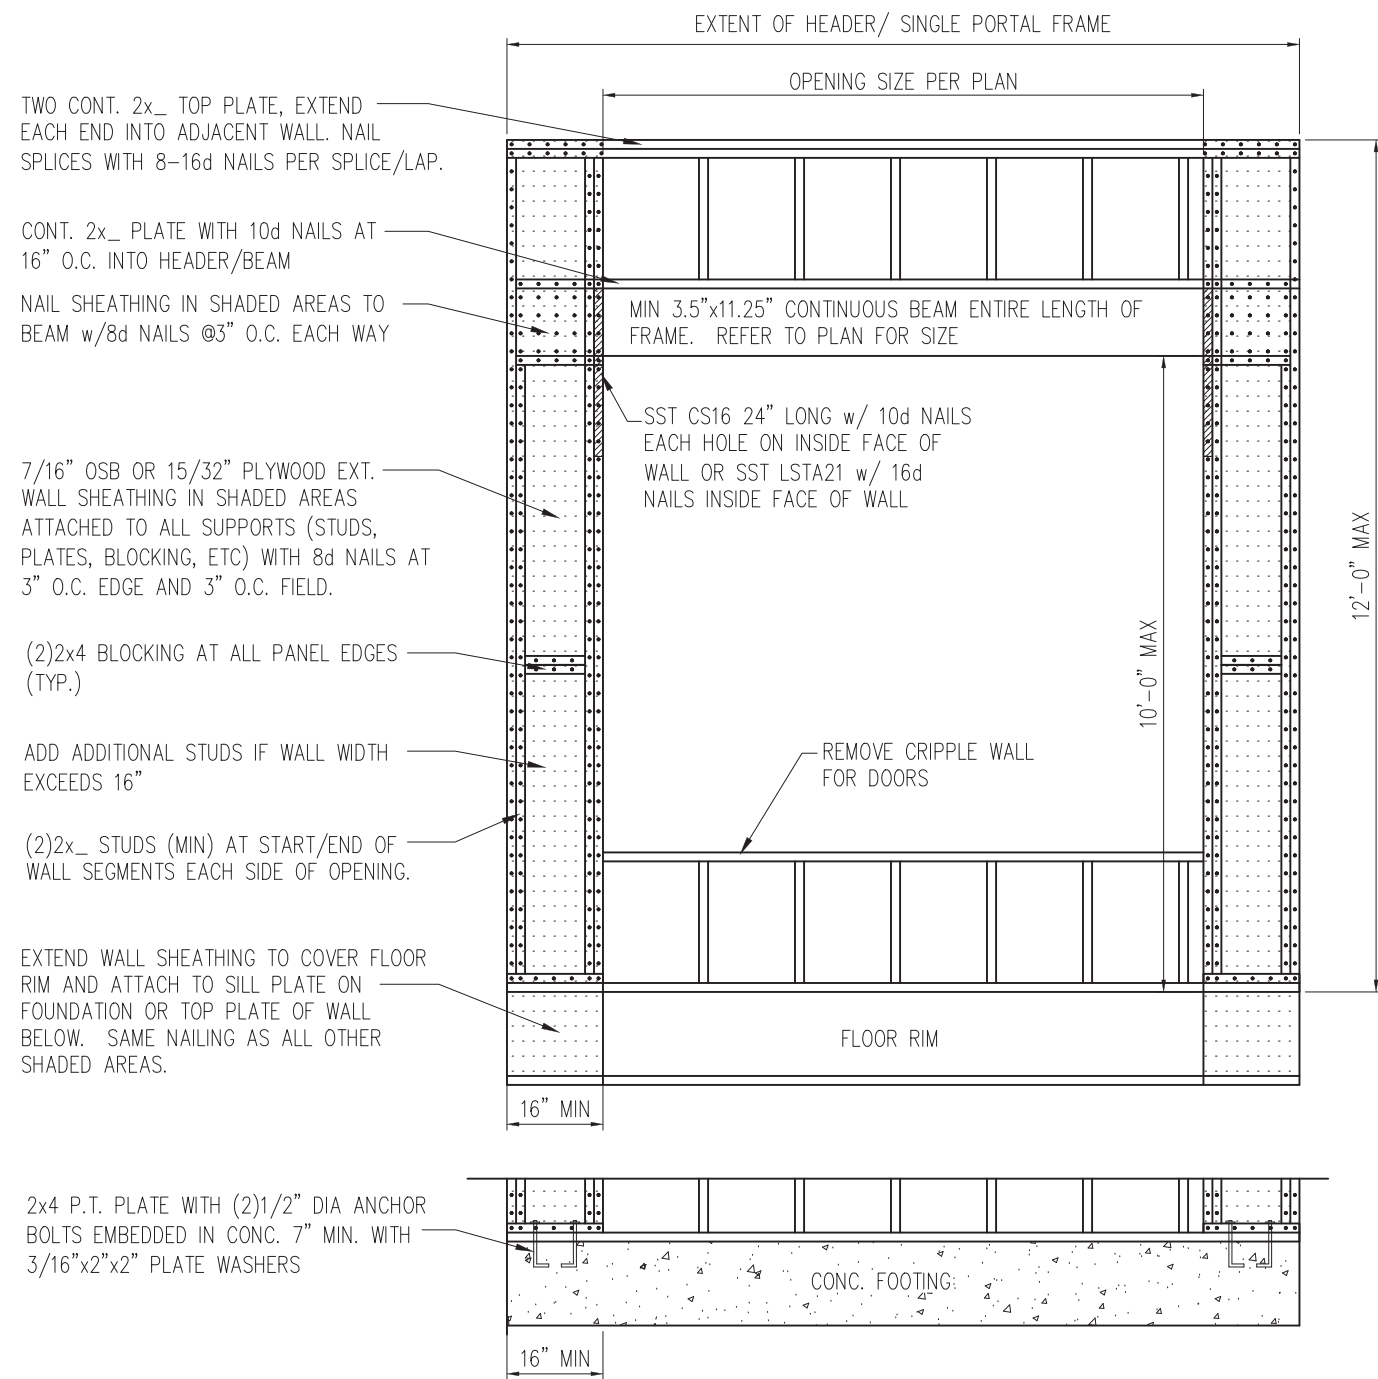 EXTENT OF HEADER/ SINGLE PORTAL FRAME
OPENING SIZE PER PLAN
TWO CONT. 2x_ TOP PLATE, EXTEND
EACH END INTO ADJACENT WALL. NAIL
SPLICES WITH 8-16d NAILS PER SPLICE/LAP.
CONT. 2x_ PLATE WITH 10d NAILS AT
16" O.C. INTO HEADER/BEAM
NAIL SHEATHING IN SHADED AREAS TO
BEAM w/8d NAILS @3" O.C. EACH WAY
MIN 3.5"x11.25" CONTINUOUS BEAM ENTIRE LENGTH OF
FRAME. REFER TO PLAN FOR SIZE
SST CS16 24" LONG w/ 10d NAILS
EACH HOLE ON INSIDE FACE OF
WALL OR SST LSTA21 w/ 16d
NAILS INSIDE FACE OF WALL
7/16" OSB OR 15/32" PLYWOOD EXT.
WALL SHEATHING IN SHADED AREAS
ATTACHED TO ALL SUPPORTS (STUDS,
PLATES, BLOCKING, ETC) WITH 8d NAILS AT
3" O.C. EDGE AND 3" O.C. FIELD.
12'-0" MAX
10'-0" MAX
(2)2x4 BLOCKING AT ALL PANEL EDGES
(TYP.)
ADD ADDITIONAL STUDS IF WALL WIDTH
EXCEEDS 16"
REMOVE CRIPPLE WALL
FOR DOORS
(2)2x_ STUDS (MIN) AT START/END OF
WALL SEGMENTS EACH SIDE OF OPENING.
EXTEND WALL SHEATHING TO COVER FLOOR
RIM AND ATTACH TO SILL PLATE ON
FOUNDATION OR TOP PLATE OF WALL
BELOW. SAME NAILING AS ALL OTHER
SHADED AREAS.
FLOOR RIM
16" MIN
2x4 P.T. PLATE WITH (2)1/2" DIA ANCHOR
BOLTS EMBEDDED IN CONC. 7" MIN. WITH
3/16"x2"x2" PLATE WASHERS
CONC. FOOTING
16" MIN